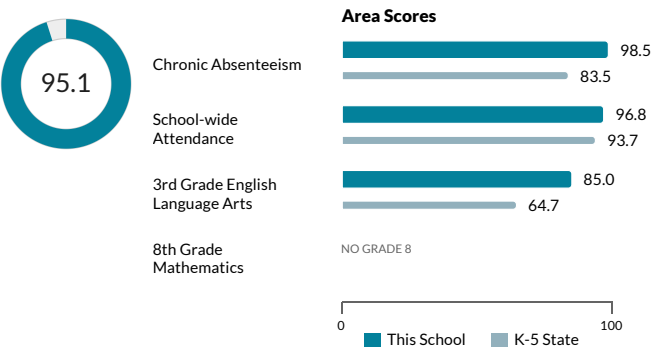 95.1
Area Scores
Chronic Absenteeism
98.5
83.5
School-wide
Attendance
96.8
93.7
3rd Grade English
Language Arts
85.0
64.7
8th Grade
Mathematics
NO GRADE 8
0
100
This School
K-5 State